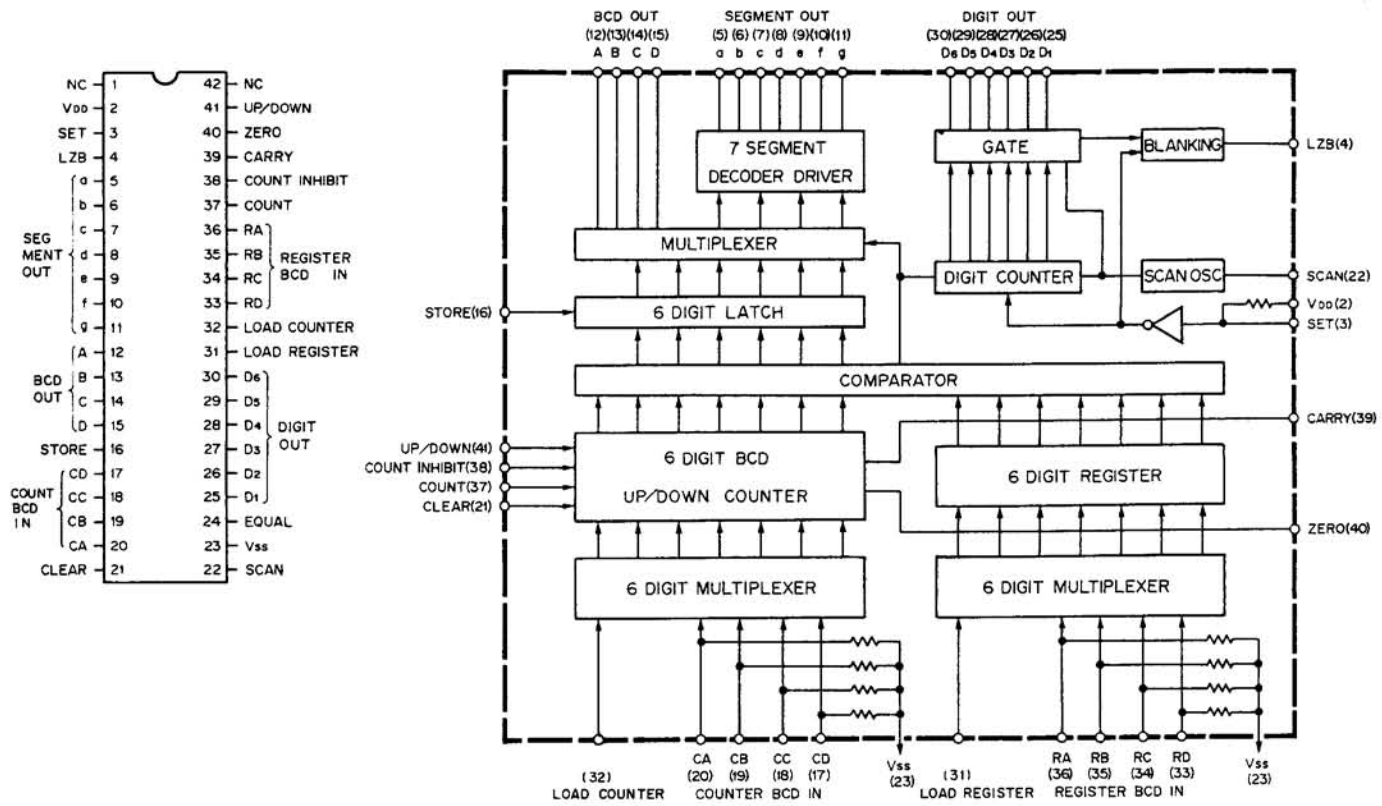 NC 1 42 NC
VDD 2 41 UP/DOWN
SET 3 40 ZERO
LZB 4 39 CARRY
a 5 38 COUNT INHIBIT
b 6 37 COUNT
c 7 36 RA
d 8 35 RB
e 9 34 RC
f 10 33 RD
g 11 32 LOAD COUNTER
A 12 31 LOAD REGISTER
B 13 30 D6
C 14 29 D5
D 15 28 D4
STORE 16 27 D3
CD 17 26 D2
CC 18 25 D1
CB 19 24 EQUAL
CA 20 23 Vss
CLEAR 21 22 SCAN
SEG
MENT
OUT
BCD
OUT
COUNT
BCD
IN
REGISTER
BCD IN
DIGIT
OUT
BCD OUT
(12)(13)(14)(15)
A B C D
SEGMENT OUT
(5) (6) (7) (8) (9) (10) (11)
a b c d e f g
DIGIT OUT
(30)(29)(28)(27)(26)(25)
D6 D5 D4 D3 D2 D1
7 SEGMENT
DECODER DRIVER
GATE
BLANKING
LZB(4)
MULTIPLEXER
DIGIT COUNTER
SCAN OSC
SCAN(22)
VDD(2)
SET(3)
STORE(16)
6 DIGIT LATCH
COMPARATOR
CARRY(39)
UP/DOWN(41)
COUNT INHIBIT(38)
COUNT(37)
CLEAR(21)
6 DIGIT BCD
UP/DOWN COUNTER
6 DIGIT REGISTER
ZERO(40)
6 DIGIT MULTIPLEXER
6 DIGIT MULTIPLEXER
(32)
LOAD COUNTER
CA CB CC CD
(20) (19) (18) (17)
COUNTER BCD IN
Vss
(23)
(31)
LOAD REGISTER
RA RB RC RD
(36) (35) (34) (33)
REGISTER BCD IN
Vss
(23)